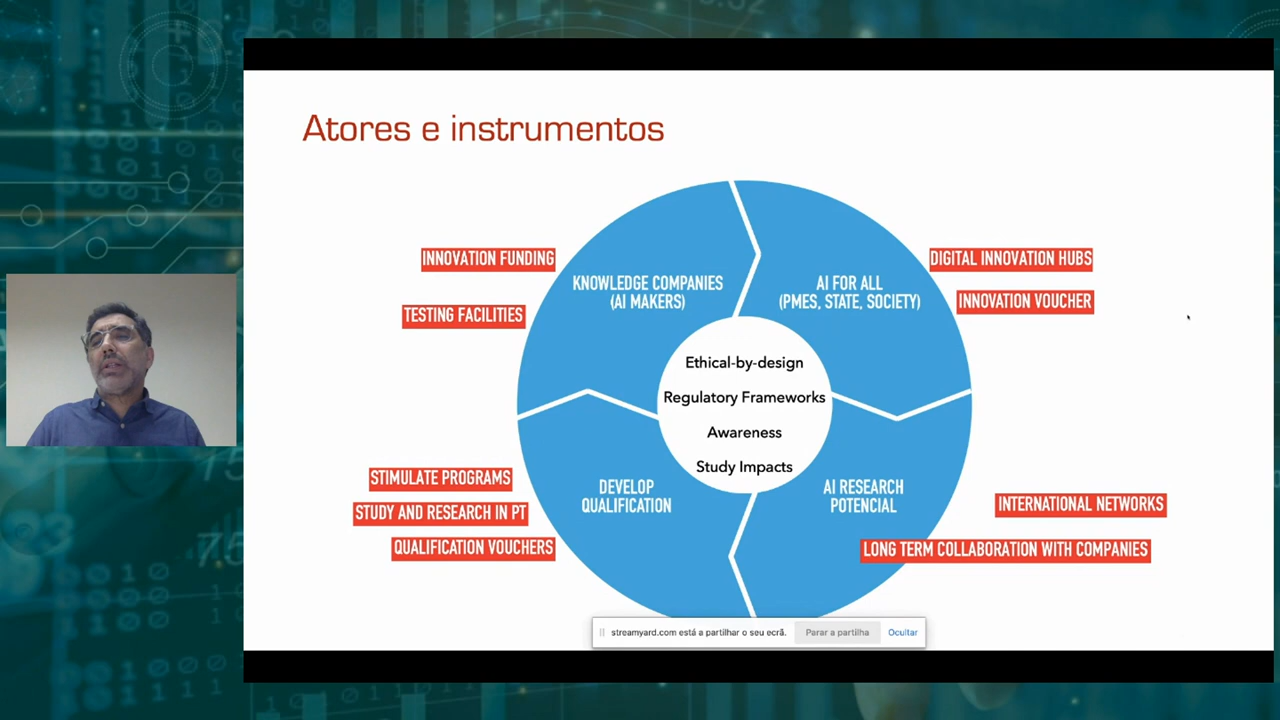 Atores e instrumentos
INNOVATION FUNDING
TESTING FACILITIES
KNOWLEDGE COMPANIES
(AI MAKERS)
AI FOR ALL
(PMES, STATE, SOCIETY)
DIGITAL INNOVATION HUBS
INNOVATION VOUCHER
Ethical-by-design
Regulatory Frameworks
Awareness
Study Impacts
STIMULATE PROGRAMS
STUDY AND RESEARCH IN PT
QUALIFICATION VOUCHERS
DEVELOP
QUALIFICATION
AI RESEARCH
POTENCIAL
INTERNATIONAL NETWORKS
LONG TERM COLLABORATION WITH COMPANIES
streamyard.com está a partilhar o seu ecrã.
Parar a partilha
Ocultar